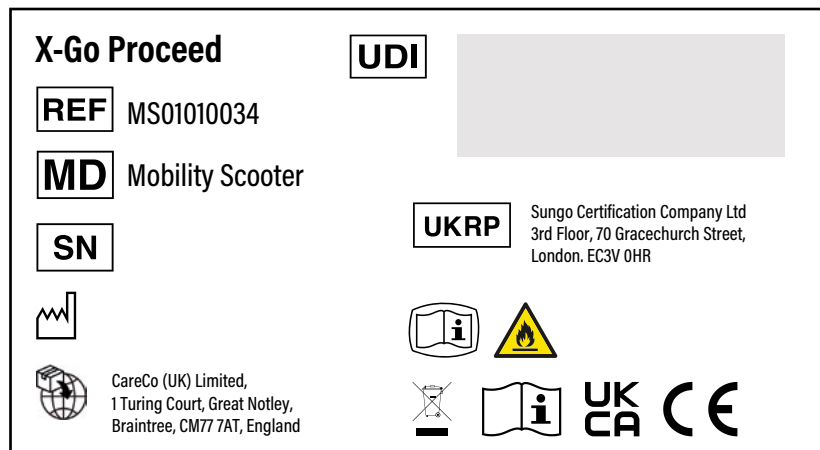 X-Go Proceed
UDI
REF MS01010034
MD Mobility Scooter
SN
UKRP
Sungo Certification Company Ltd
3rd Floor, 70 Gracechurch Street,
London. EC3V 0HR
CareCo (UK) Limited,
1 Turing Court, Great Notley,
Braintree, CM77 7AT, England
i
i
UK
CA
CE